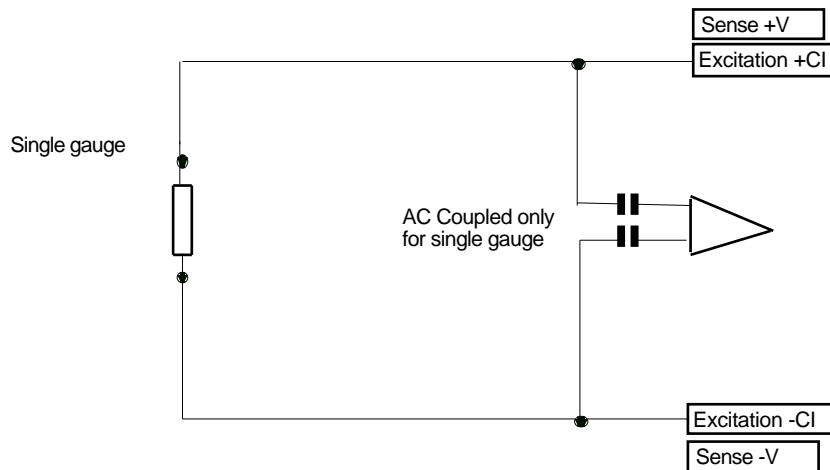 Sense +V
Excitation +CI
Single gauge
AC Coupled only
for single gauge
Excitation -CI
Sense -V